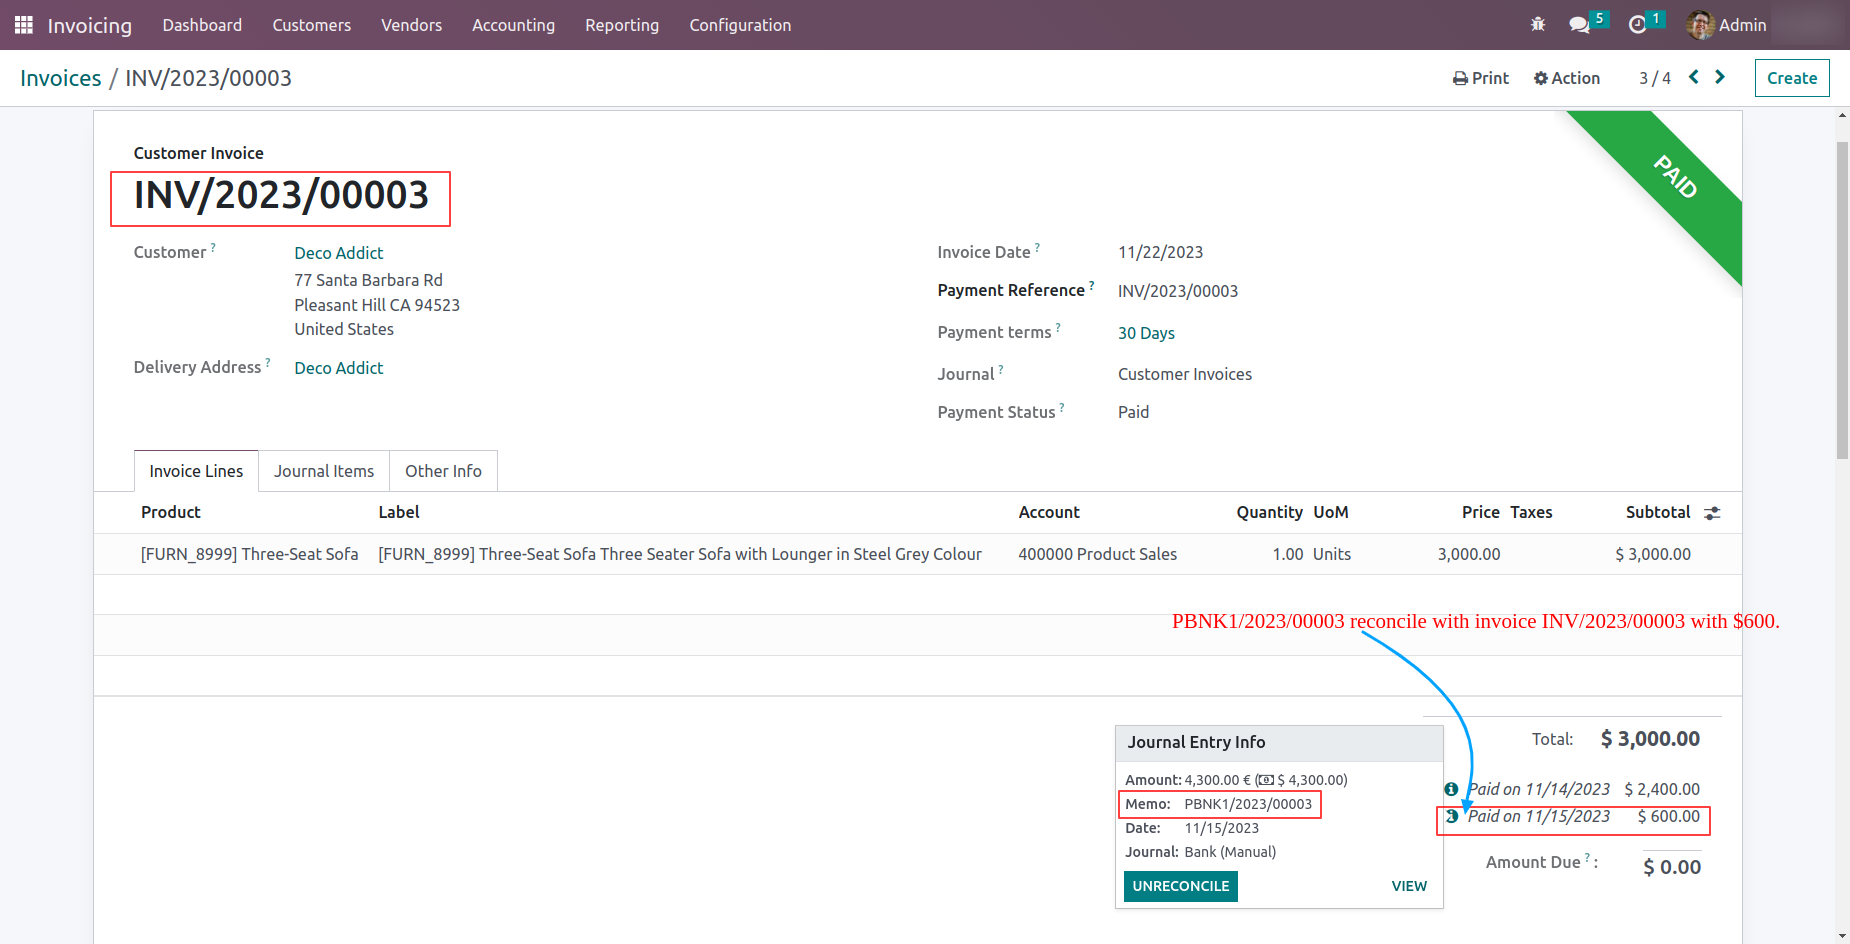 Invoicing Dashboard Customers Vendors Accounting Reporting Configuration 5 1 Admin
Invoices / INV/2023/00003 Print Action 3 / 4 Create
PAID
Customer Invoice
INV/2023/00003
Customer ? Deco Addict Invoice Date ? 11/22/2023
77 Santa Barbara Rd
Pleasant Hill CA 94523 Payment Reference ? INV/2023/00003
United States Payment terms ? 30 Days
Delivery Address ? Deco Addict Journal ? Customer Invoices
Payment Status ? Paid
Invoice Lines Journal Items Other Info
Product Label Account Quantity UoM Price Taxes Subtotal
[FURN_8999] Three-Seat Sofa [FURN_8999] Three-Seat Sofa Three Seater Sofa with Lounger in Steel Grey Colour 400000 Product Sales 1.00 Units 3,000.00 $ 3,000.00
PBNK1/2023/00003 reconcile with invoice INV/2023/00003 with $600.
Journal Entry Info
Amount: 4,300.00 € ( $ 4,300.00)
Memo: PBNK1/2023/00003
Date: 11/15/2023
Journal: Bank (Manual)
UNRECONCILE VIEW
Total: $ 3,000.00
Paid on 11/14/2023 $ 2,400.00
Paid on 11/15/2023 $ 600.00
Amount Due ? : $ 0.00